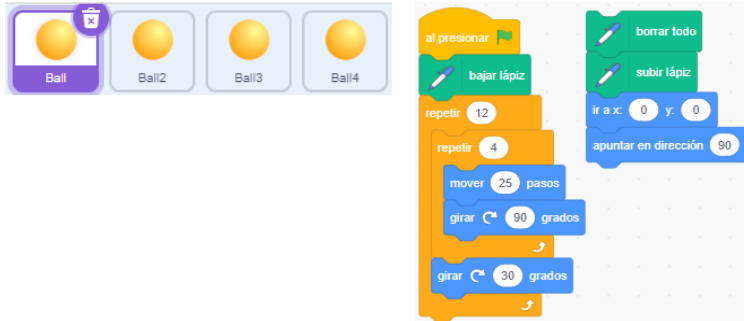 Ball
Ball2
Ball3
Ball4
al presionar
bajar lápiz
repetir 12
repetir 4
mover 25 pasos
girar 90 grados
girar 30 grados
borrar todo
subir lápiz
ir a x: 0 y: 0
apuntar en dirección 90